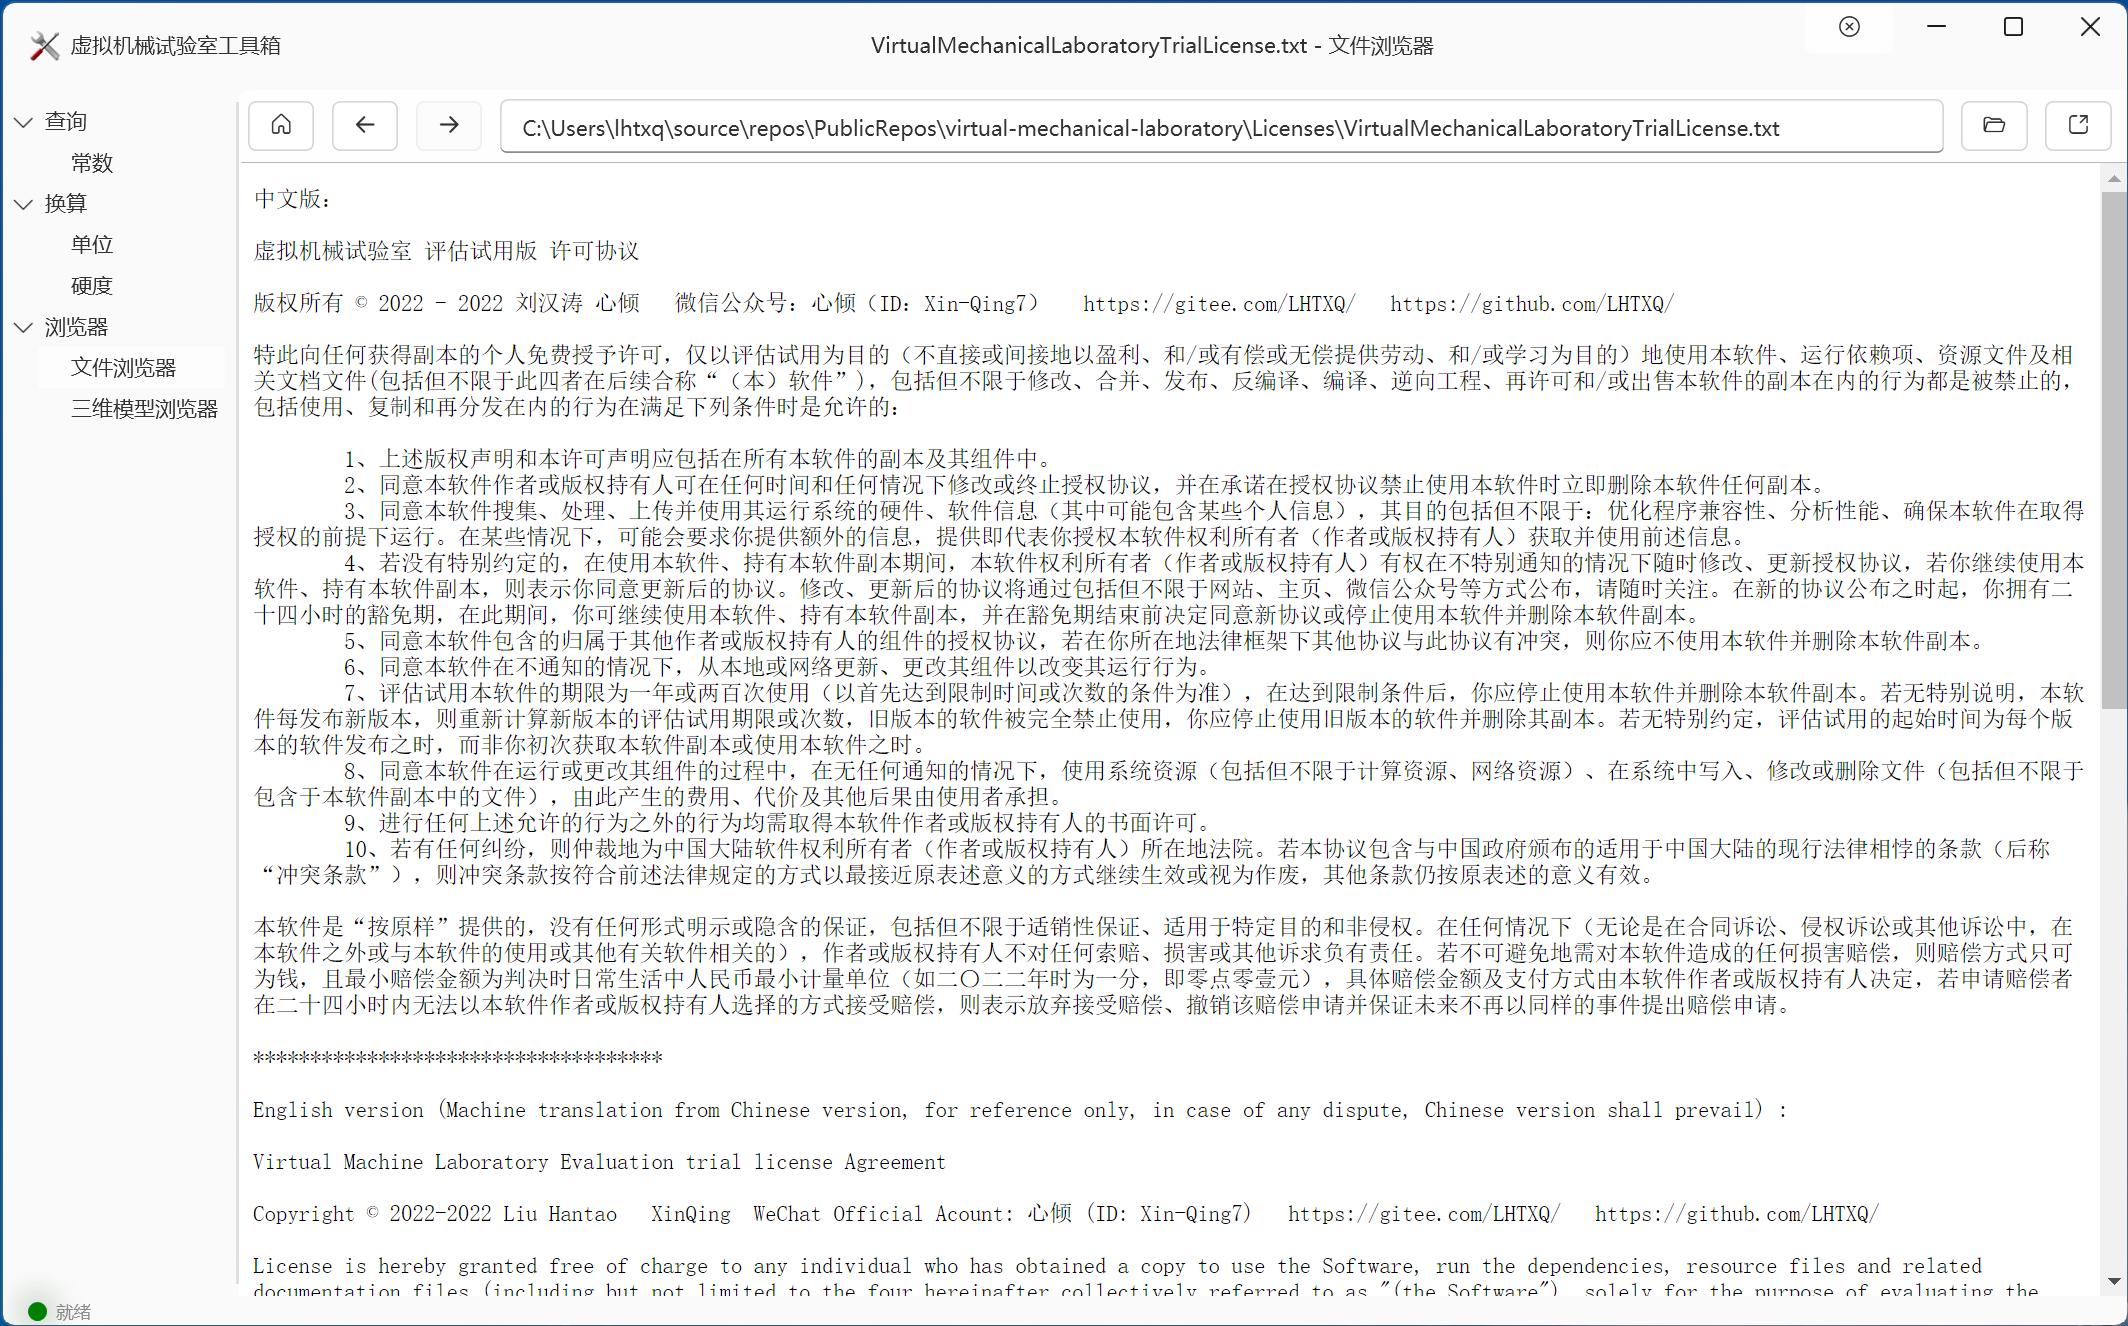 虚拟机械试验室工具箱
VirtualMechanicalLaboratoryTrialLicense.txt - 文件浏览器
查询
常数
换算
单位
硬度
浏览器
文件浏览器
三维模型浏览器
C:\Users\lhtxq\source\repos\PublicRepos\virtual-mechanical-laboratory\Licenses\VirtualMechanicalLaboratoryTrialLicense.txt
中文版：
虚拟机械试验室 评估试用版 许可协议
版权所有 © 2022 - 2022 刘汉涛 心倾   微信公众号：心倾（ID：Xin-Qing7）   https://gitee.com/LHTXQ/   https://github.com/LHTXQ/
特此向任何获得副本的个人免费授予许可，仅以评估试用为目的（不直接或间接地以盈利、和/或有偿或无偿提供劳动、和/或学习为目的）地使用本软件、运行依赖项、资源文件及相
关文档文件(包括但不限于此四者在后续合称“（本）软件”)，包括但不限于修改、合并、发布、反编译、编译、逆向工程、再许可和/或出售本软件的副本在内的行为都是被禁止的，
包括使用、复制和再分发在内的行为在满足下列条件时是允许的：
1、上述版权声明和本许可声明应包括在所有本软件的副本及其组件中。
2、同意本软件作者或版权持有人可在任何时间和任何情况下修改或终止授权协议，并在承诺在授权协议禁止使用本软件时立即删除本软件任何副本。
3、同意本软件搜集、处理、上传并使用其运行系统的硬件、软件信息（其中可能包含某些个人信息），其目的包括但不限于：优化程序兼容性、分析性能、确保本软件在取得
授权的前提下运行。在某些情况下，可能会要求你提供额外的信息，提供即代表你授权本软件权利所有者（作者或版权持有人）获取并使用前述信息。
4、若没有特别约定的，在使用本软件、持有本软件副本期间，本软件权利所有者（作者或版权持有人）有权在不特别通知的情况下随时修改、更新授权协议，若你继续使用本
软件、持有本软件副本，则表示你同意更新后的协议。修改、更新后的协议将通过包括但不限于网站、主页、微信公众号等方式公布，请随时关注。在新的协议公布之时起，你拥有二
十四小时的豁免期，在此期间，你可继续使用本软件、持有本软件副本，并在豁免期结束前决定同意新协议或停止使用本软件并删除本软件副本。
5、同意本软件包含的归属于其他作者或版权持有人的组件的授权协议，若在你所在地法律框架下其他协议与此协议有冲突，则你应不使用本软件并删除本软件副本。
6、同意本软件在不通知的情况下，从本地或网络更新、更改其组件以改变其运行行为。
7、评估试用本软件的期限为一年或两百次使用（以首先达到限制时间或次数的条件为准），在达到限制条件后，你应停止使用本软件并删除本软件副本。若无特别说明，本软
件每发布新版本，则重新计算新版本的评估试用期限或次数，旧版本的软件被完全禁止使用，你应停止使用旧版本的软件并删除其副本。若无特别约定，评估试用的起始时间为每个版
本的软件发布之时，而非你初次获取本软件副本或使用本软件之时。
8、同意本软件在运行或更改其组件的过程中，在无任何通知的情况下，使用系统资源（包括但不限于计算资源、网络资源）、在系统中写入、修改或删除文件（包括但不限于
包含于本软件副本中的文件），由此产生的费用、代价及其他后果由使用者承担。
9、进行任何上述允许的行为之外的行为均需取得本软件作者或版权持有人的书面许可。
10、若有任何纠纷，则仲裁地为中国大陆软件权利所有者（作者或版权持有人）所在地法院。若本协议包含与中国政府颁布的适用于中国大陆的现行法律相悖的条款（后称
“冲突条款”），则冲突条款按符合前述法律规定的方式以最接近原表述意义的方式继续生效或视为作废，其他条款仍按原表述的意义有效。
本软件是“按原样”提供的，没有任何形式明示或隐含的保证，包括但不限于适销性保证、适用于特定目的和非侵权。在任何情况下（无论是在合同诉讼、侵权诉讼或其他诉讼中，在
本软件之外或与本软件的使用或其他有关软件相关的），作者或版权持有人不对任何索赔、损害或其他诉求负有责任。若不可避免地需对本软件造成的任何损害赔偿，则赔偿方式只可
为钱，且最小赔偿金额为判决时日常生活中人民币最小计量单位（如二〇二二年时为一分，即零点零壹元），具体赔偿金额及支付方式由本软件作者或版权持有人决定，若申请赔偿者
在二十四小时内无法以本软件作者或版权持有人选择的方式接受赔偿，则表示放弃接受赔偿、撤销该赔偿申请并保证未来不再以同样的事件提出赔偿申请。
************************************
English version (Machine translation from Chinese version, for reference only, in case of any dispute, Chinese version shall prevail) :
Virtual Machine Laboratory Evaluation trial license Agreement
Copyright © 2022-2022 Liu Hantao   XinQing  WeChat Official Acount: 心倾 (ID: Xin-Qing7)   https://gitee.com/LHTXQ/   https://github.com/LHTXQ/
License is hereby granted free of charge to any individual who has obtained a copy to use the Software, run the dependencies, resource files and related
documentation files (including but not limited to the four hereinafter collectively referred to as "(the Software"), solely for the purpose of evaluating the
就绪